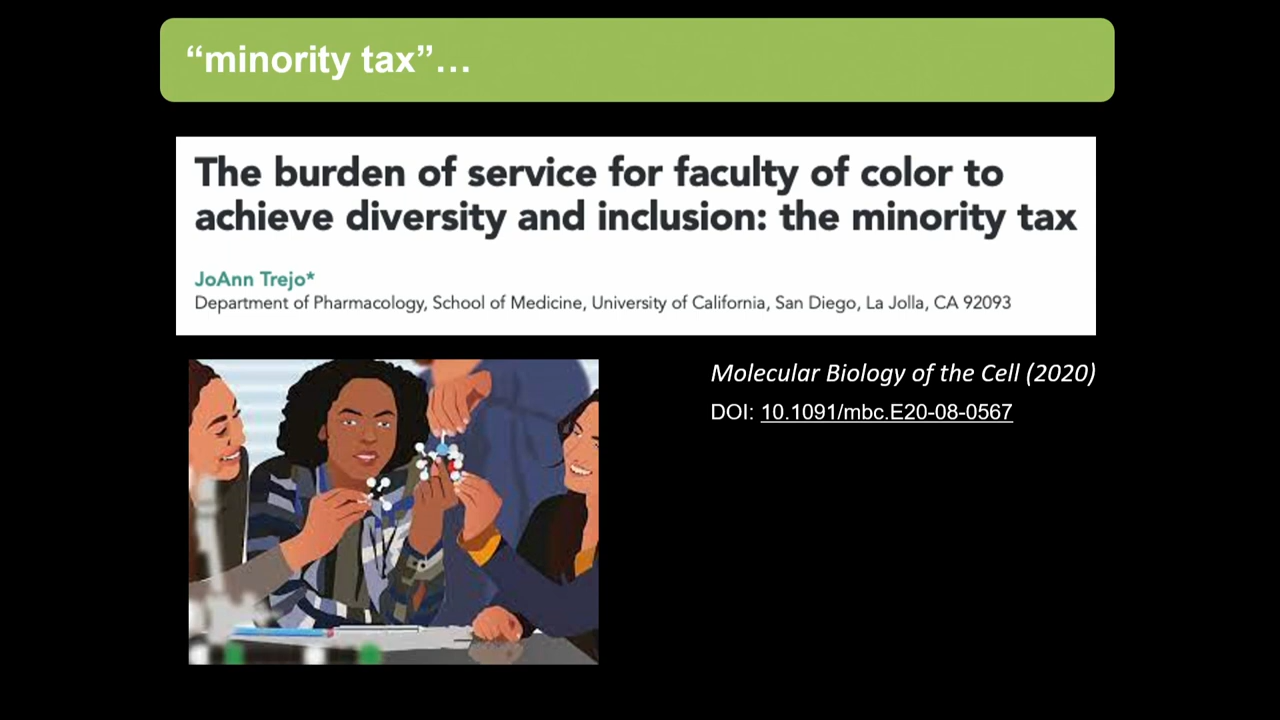 “minority tax”…
The burden of service for faculty of color to
achieve diversity and inclusion: the minority tax
JoAnn Trejo*
Department of Pharmacology, School of Medicine, University of California, San Diego, La Jolla, CA 92093
Molecular Biology of the Cell (2020)
DOI: 10.1091/mbc.E20-08-0567